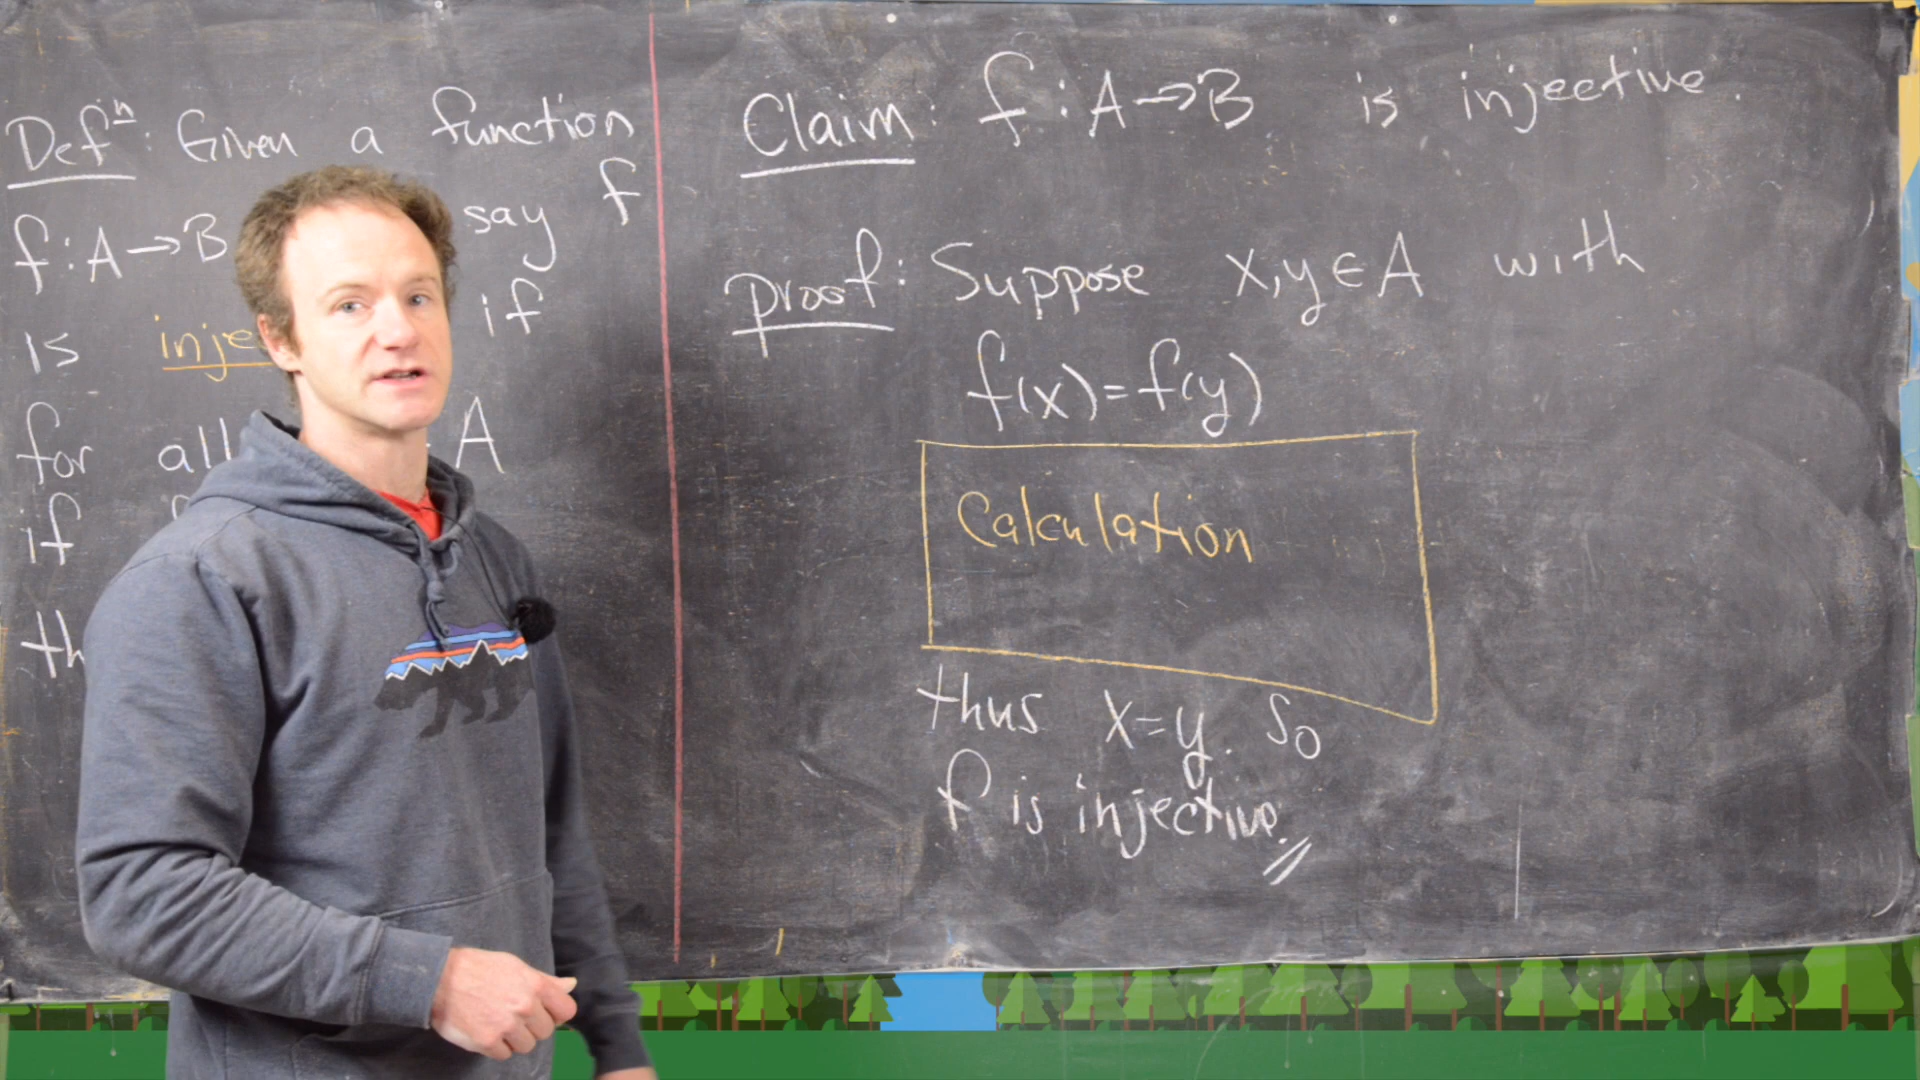 Defⁿ: Given a function
f: A→B say f
is inje if
for all A
if
th
Claim: f: A→B is injective.
Proof: Suppose x,y ∈ A with
f(x)=f(y)
Calculation
thus x=y. So
f is injective.